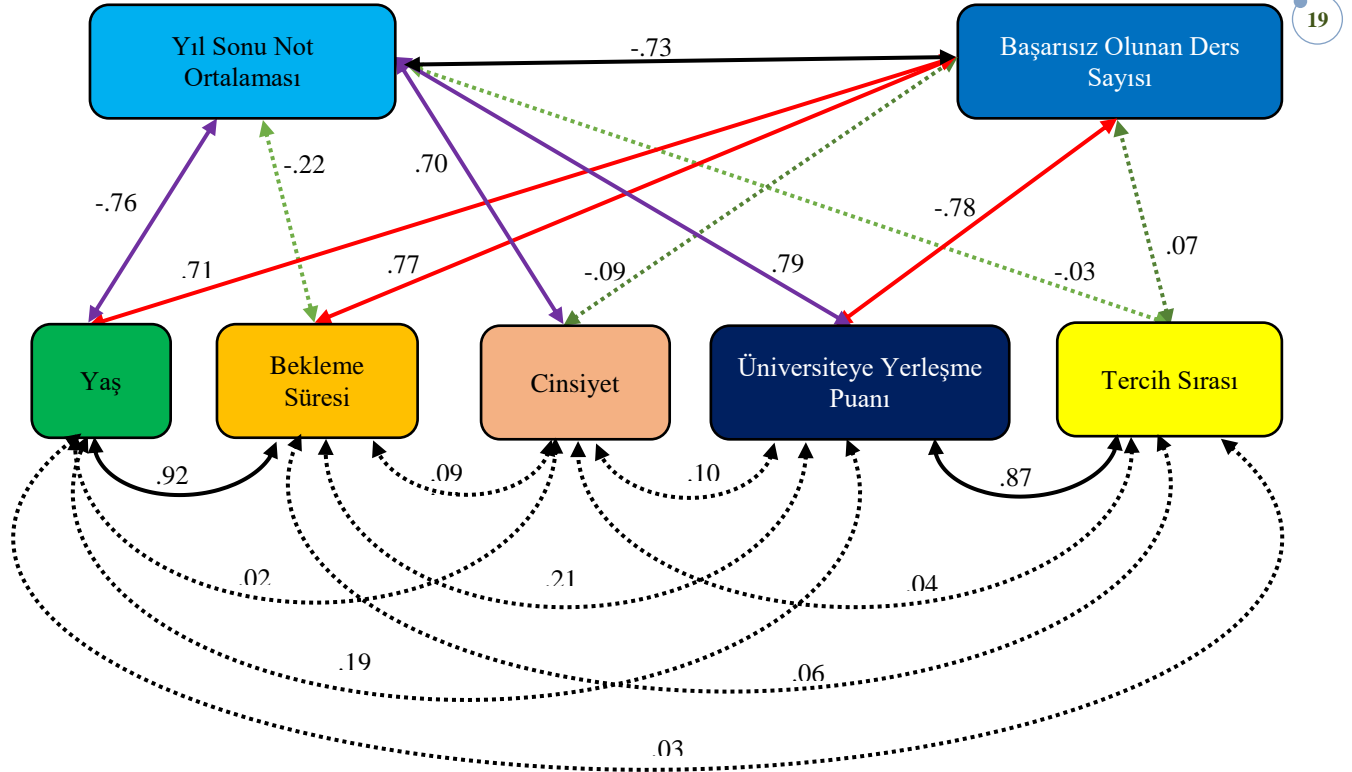 19
Yıl Sonu Not
Ortalaması
Başarısız Olunan Ders
Sayısı
-.73
-.22
.70
-.76
-.78
.71
.77
-.09
.79
-.03
.07
Yaş
Bekleme
Süresi
Cinsiyet
Üniversiteye Yerleşme
Puanı
Tercih Sırası
.92
.09
.10
.87
.02
.21
.04
.19
.06
.03